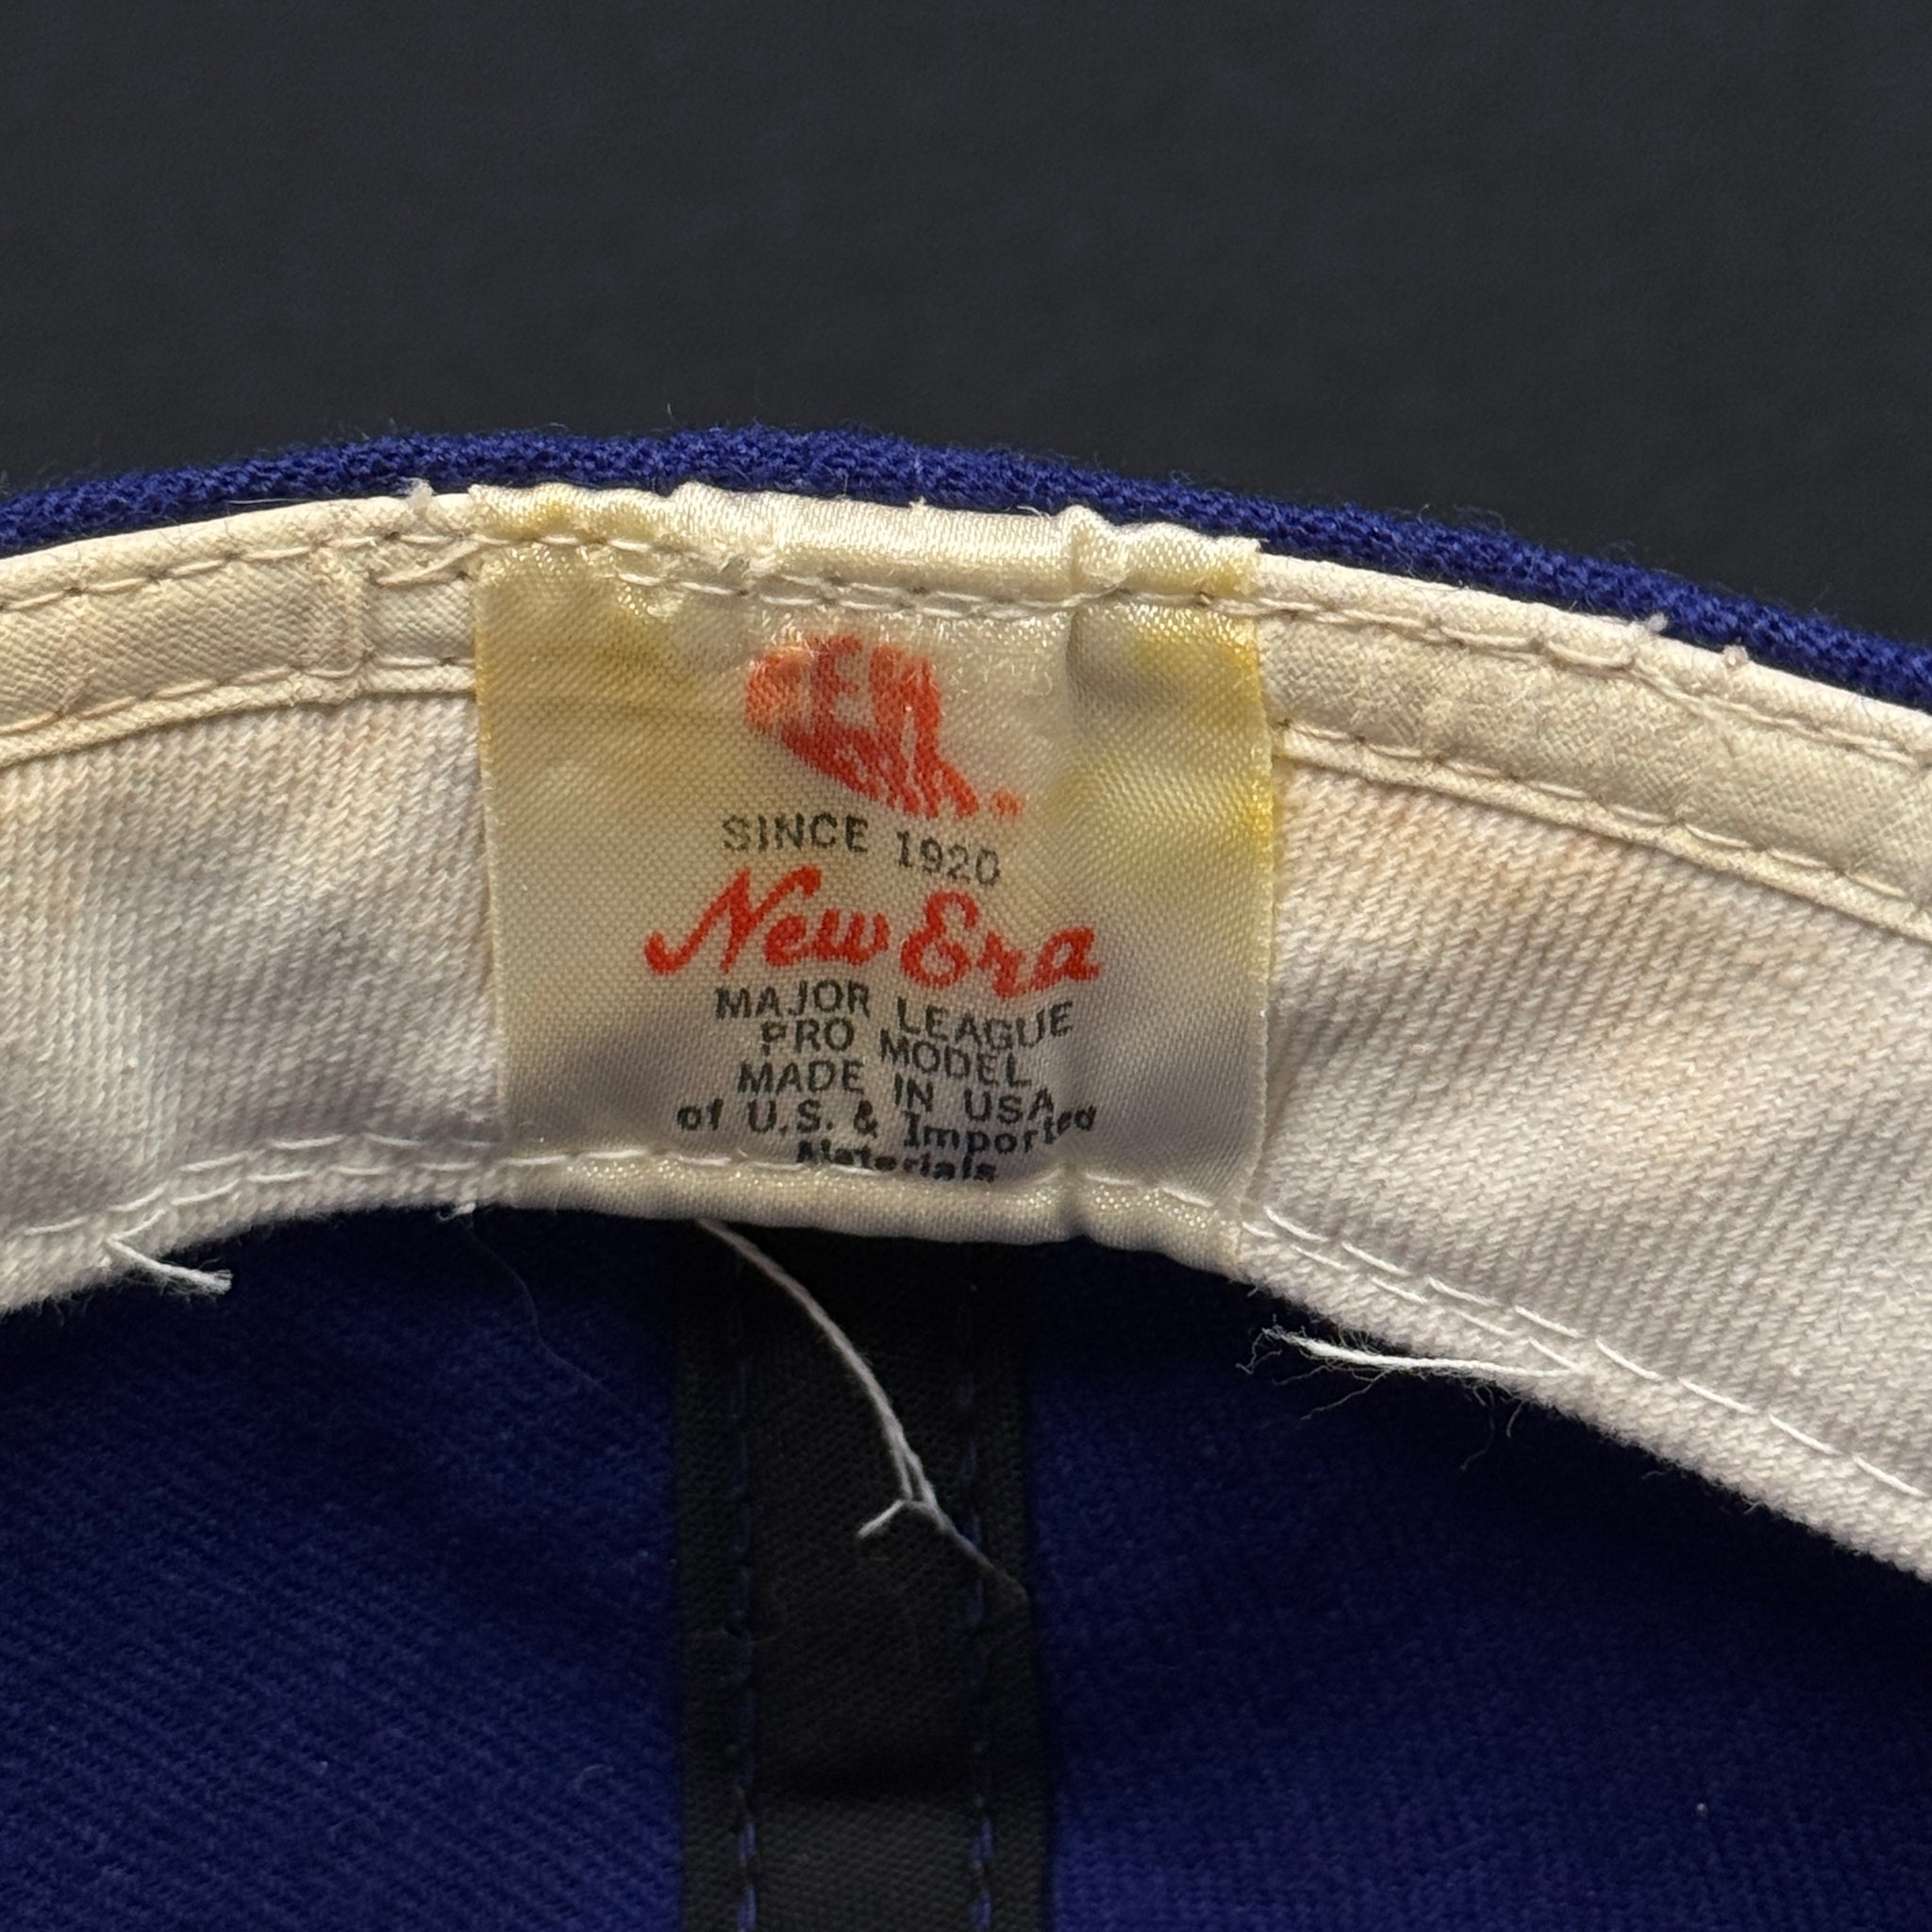 SINCE 1920
New Era
MAJOR LEAGUE
PRO MODEL
MADE IN USA
of U.S. & Imported
Materials